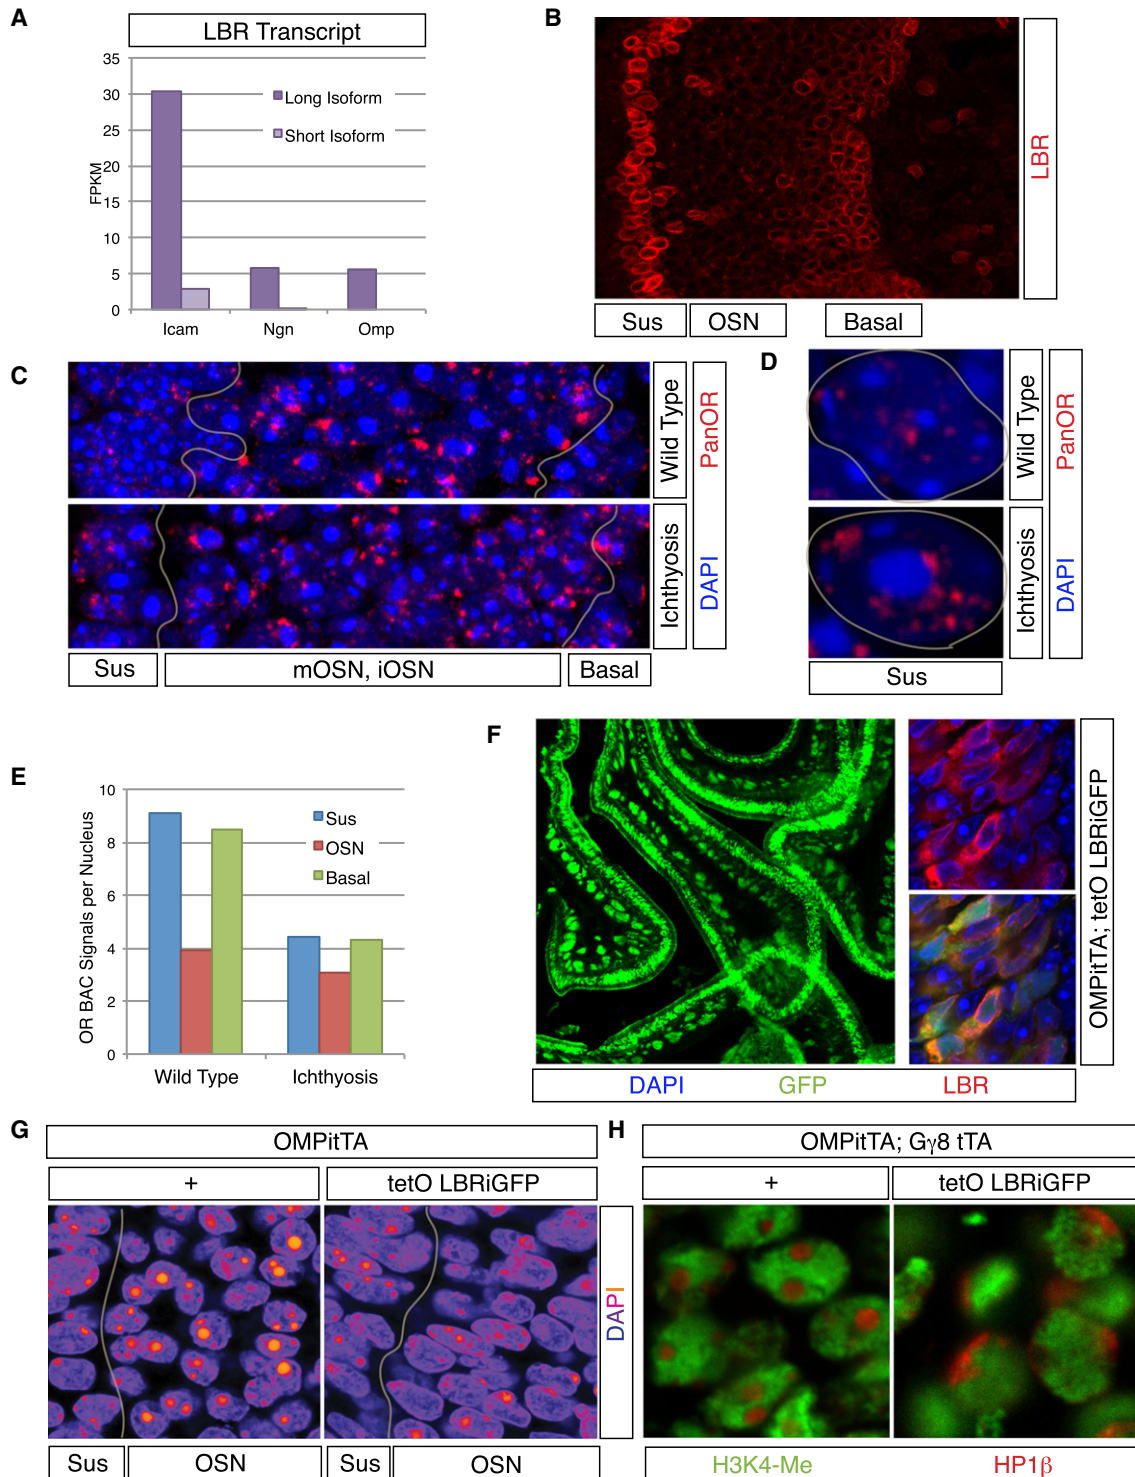 A
LBR Transcript
35
30
25
20
15
10
5
0
FPKM
Long Isoform
Short Isoform
Icam Ngn Omp
B
LBR
Sus OSN Basal
C
Wild Type
Ichthyosis
PanOR
DAPI
Sus mOSN, iOSN Basal
D
Wild Type
Ichthyosis
PanOR
DAPI
Sus
E
10
8
6
4
2
0
OR BAC Signals per Nucleus
Sus
OSN
Basal
Wild Type Ichthyosis
F
OMPitTA; tetO LBRiGFP
DAPI GFP LBR
G
OMPitTA
+ tetO LBRiGFP
DAPI
Sus OSN Sus OSN
H
OMPitTA; Gγ8 tTA
+ tetO LBRiGFP
H3K4-Me HP1β